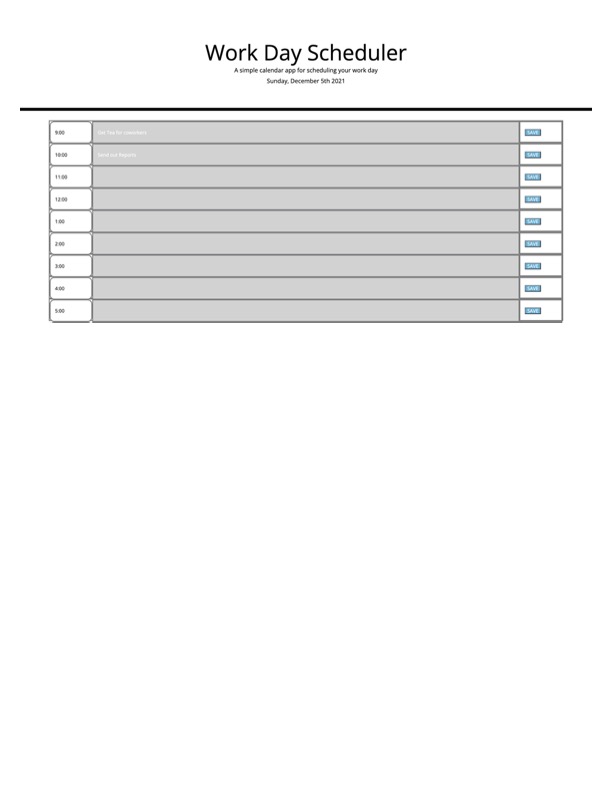 Work Day Scheduler
A simple calendar app for scheduling your work day
Sunday, December 5th 2021
9:00 Get Tea for coworkers SAVE
10:00 Send out Reports SAVE
11:00 SAVE
12:00 SAVE
1:00 SAVE
2:00 SAVE
3:00 SAVE
4:00 SAVE
5:00 SAVE